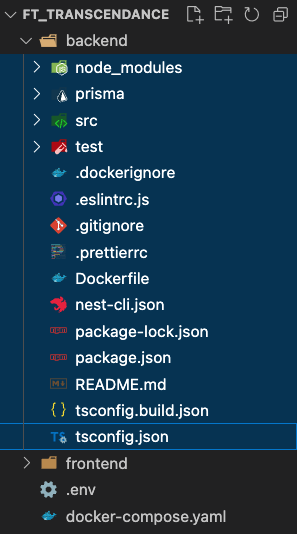 FT_TRANSCENDANCE
backend
node_modules
prisma
src
test
.dockerignore
.eslintrc.js
.gitignore
.prettierrc
Dockerfile
nest-cli.json
package-lock.json
package.json
README.md
tsconfig.build.json
tsconfig.json
frontend
.env
docker-compose.yaml